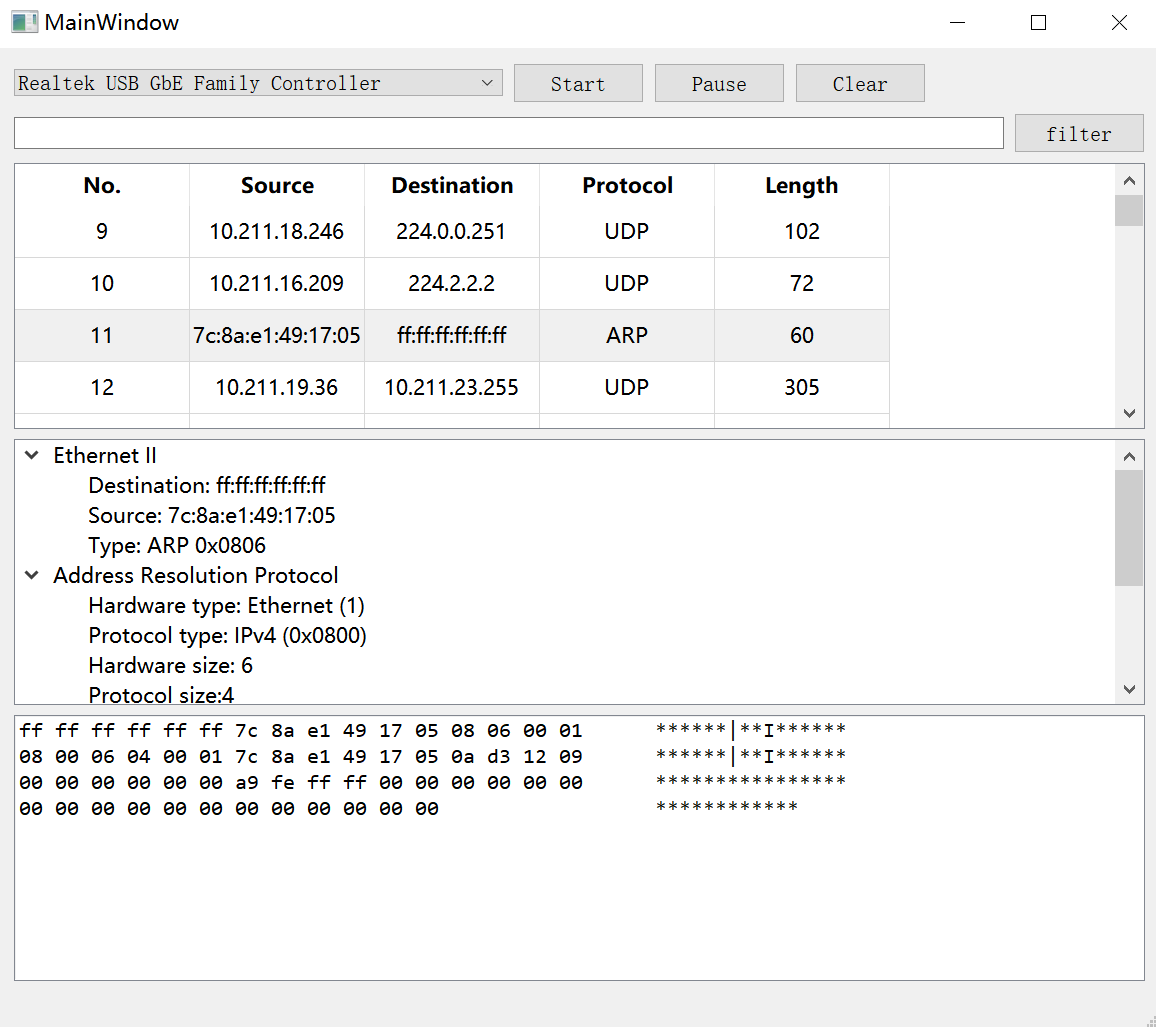 MainWindow
Realtek USB GbE Family Controller Start Pause Clear
filter
No. Source Destination Protocol Length
9 10.211.18.246 224.0.0.251 UDP 102
10 10.211.16.209 224.2.2.2 UDP 72
11 7c:8a:e1:49:17:05 ff:ff:ff:ff:ff:ff ARP 60
12 10.211.19.36 10.211.23.255 UDP 305
Ethernet II
Destination: ff:ff:ff:ff:ff:ff
Source: 7c:8a:e1:49:17:05
Type: ARP 0x0806
Address Resolution Protocol
Hardware type: Ethernet (1)
Protocol type: IPv4 (0x0800)
Hardware size: 6
Protocol size:4
ff ff ff ff ff ff 7c 8a e1 49 17 05 08 06 00 01 ******|**I******
08 00 06 04 00 01 7c 8a e1 49 17 05 0a d3 12 09 ******|**I******
00 00 00 00 00 00 a9 fe ff ff 00 00 00 00 00 00 ****************
00 00 00 00 00 00 00 00 00 00 00 00 ************